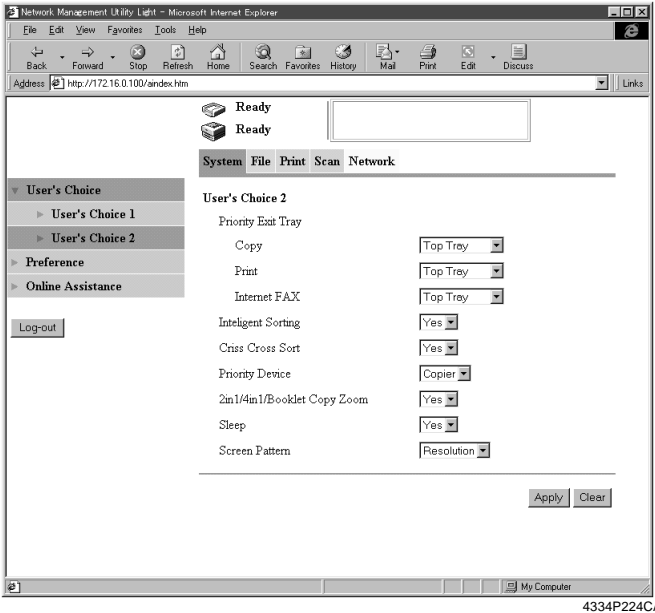 Network Management Utility Light - Microsoft Internet Explorer
File Edit View Favorites Tools Help
Back Forward Stop Refresh Home Search Favorites History Mail Print Edit Discuss
Address http://172.16.0.100/aindex.htm Links
Ready
Ready
System File Print Scan Network
User's Choice
User's Choice 1
User's Choice 2
Preference
Online Assistance
Log-out
User's Choice 2
Priority Exit Tray
Copy Top Tray
Print Top Tray
Internet FAX Top Tray
Inteligent Sorting Yes
Criss Cross Sort Yes
Priority Device Copier
2in1/4in1/Booklet Copy Zoom Yes
Sleep Yes
Screen Pattern Resolution
Apply Clear
My Computer
4334P224CA